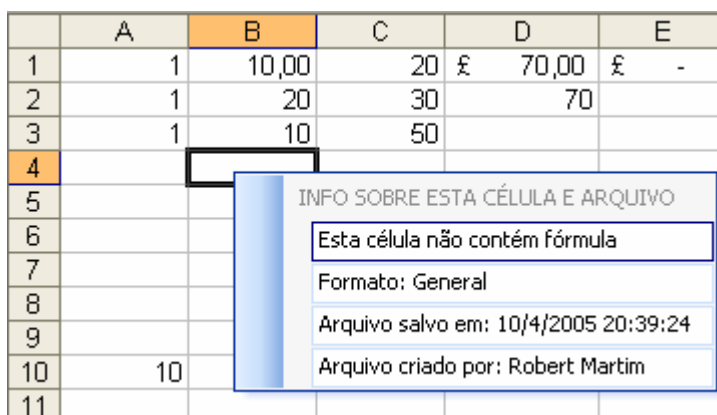 A B C D E
1 1 10,00 20 £ 70,00 £ -
2 1 20 30 70
3 1 10 50
4
5 INFO SOBRE ESTA CÉLULA E ARQUIVO
6 Esta célula não contém fórmula
7 Formato: General
8
9 Arquivo salvo em: 10/4/2005 20:39:24
10 10 Arquivo criado por: Robert Martim
11